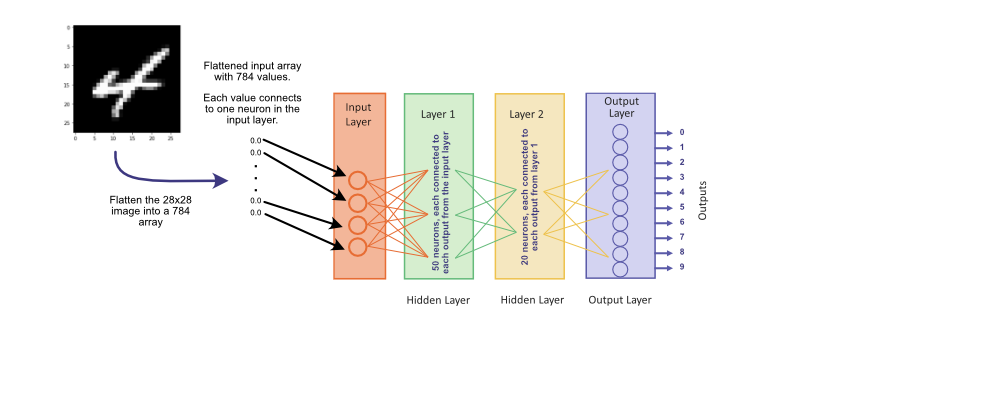 0
5
10
15
20
25
0 5 10 15 20 25
Flattened input array
with 784 values.
Each value connects
to one neuron in the
input layer.
0.0
0.0
0.0
0.0
Flatten the 28x28
image into a 784
array
Input
Layer
Layer 1
50 neurons, each connected to
each output from the input layer
Layer 2
20 neurons, each connected to
each output from layer 1
Output
Layer
0
1
2
3
4
5
6
7
8
9
Outputs
Hidden Layer
Hidden Layer
Output Layer